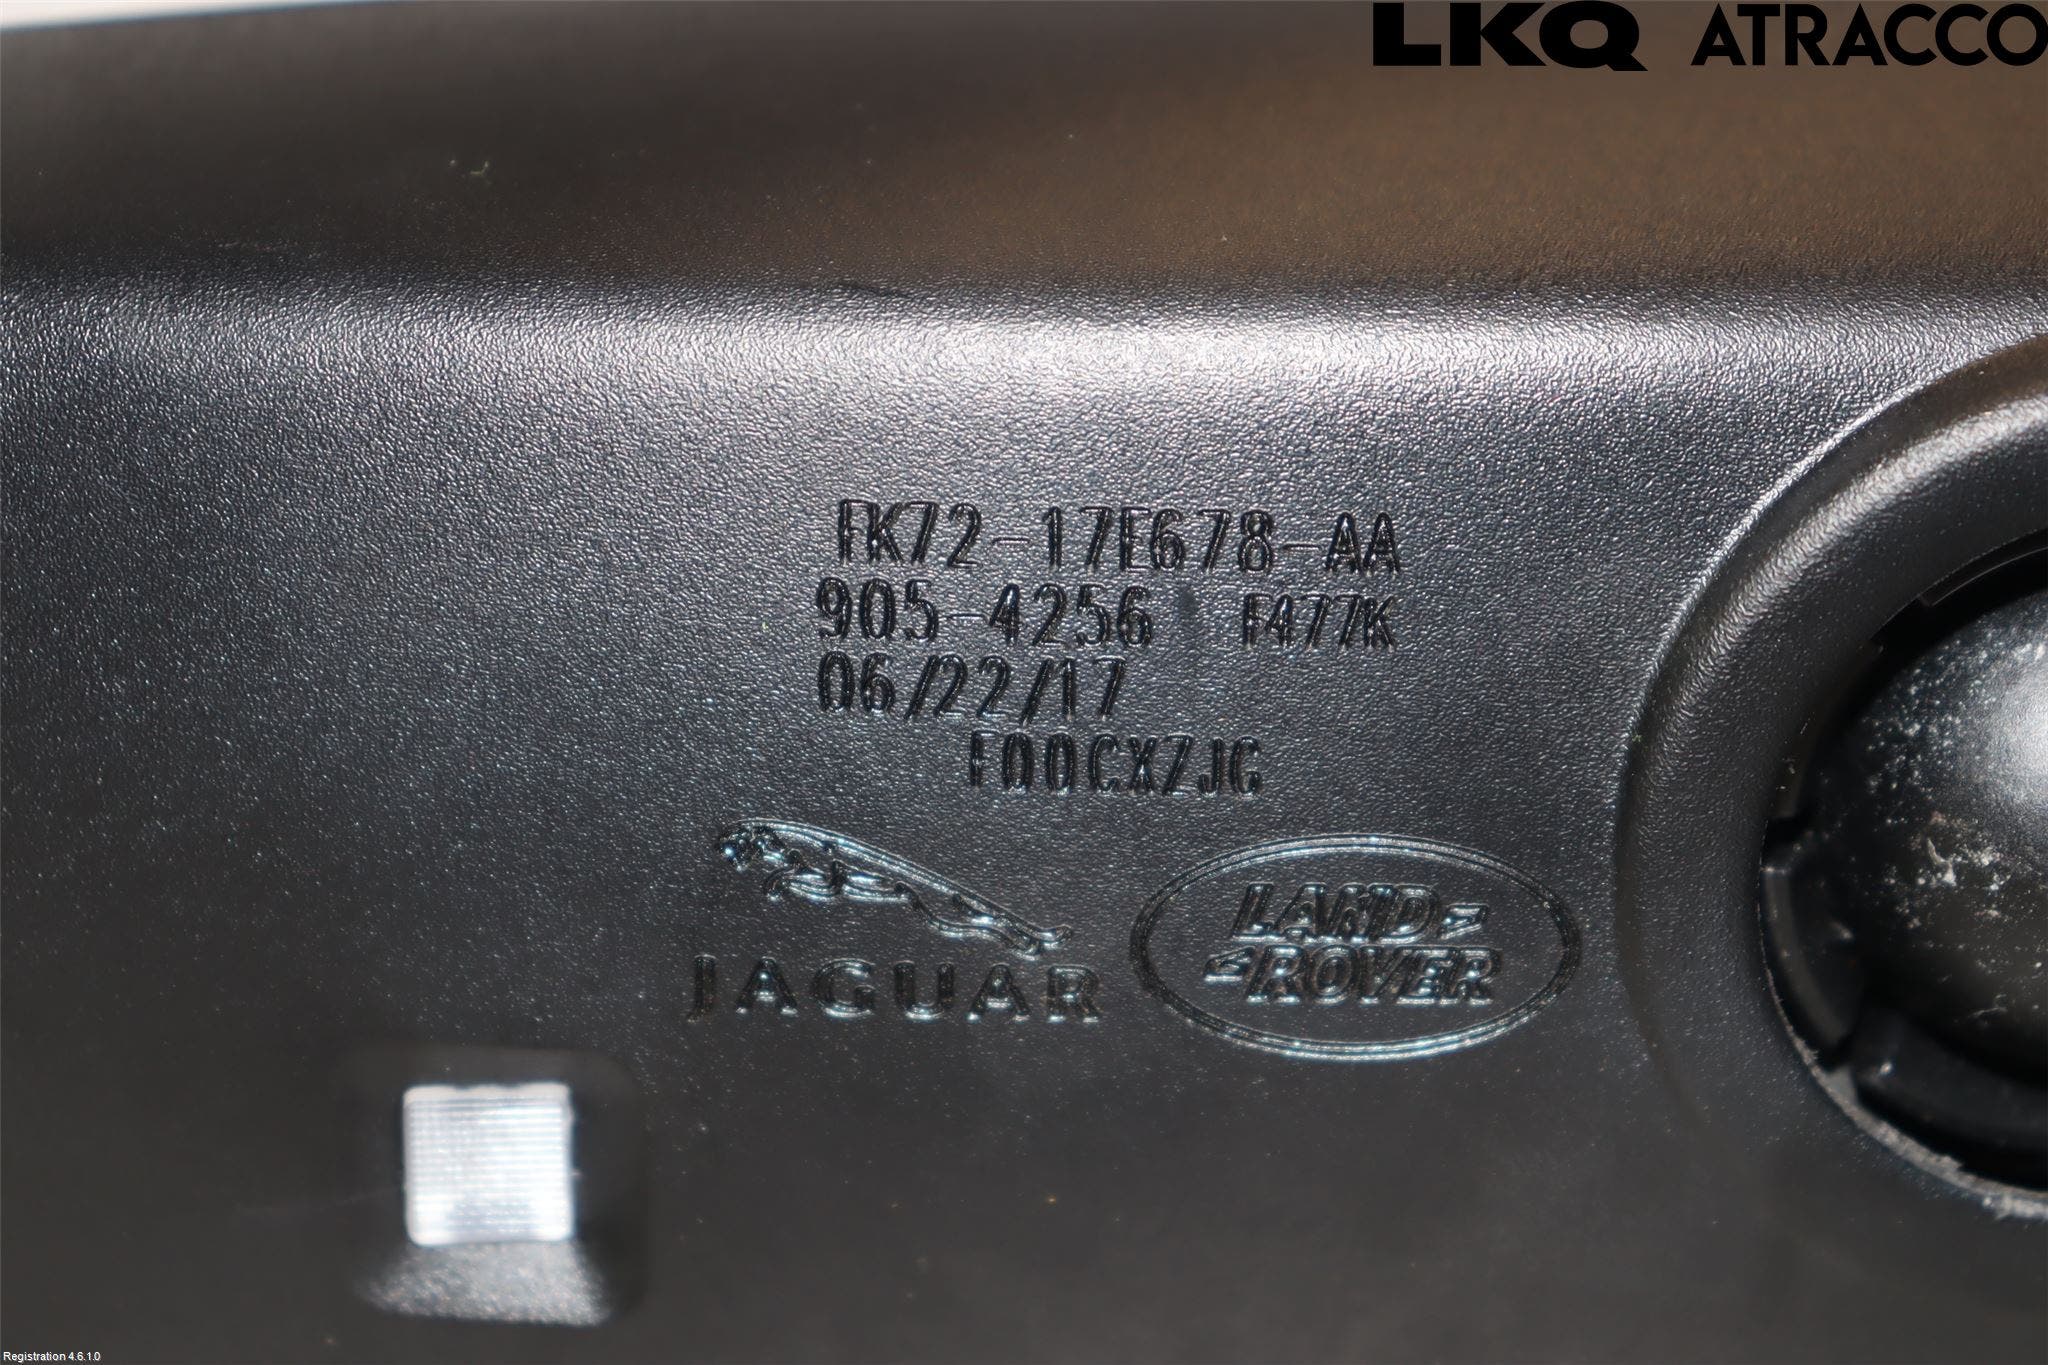 LKQ ATRACCO
FK72-17E678-AA
905-4256 F477K
06/22/17
F00CXZJG
JAGUAR
LAND
ROVER
Registration 4.6.1.0